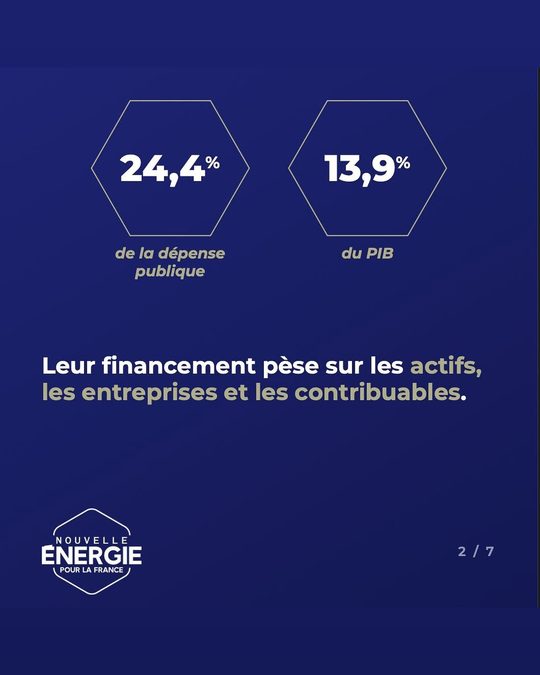 24,4%
13,9%
de la dépense
publique
du PIB
Leur financement pèse sur les actifs,
les entreprises et les contribuables.
NOUVELLE
ÉNERGIE
POUR LA FRANCE
2 / 7